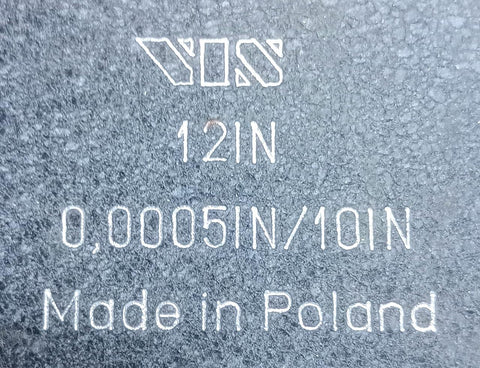 VIS
12IN
0,0005IN/10IN
Made in Poland